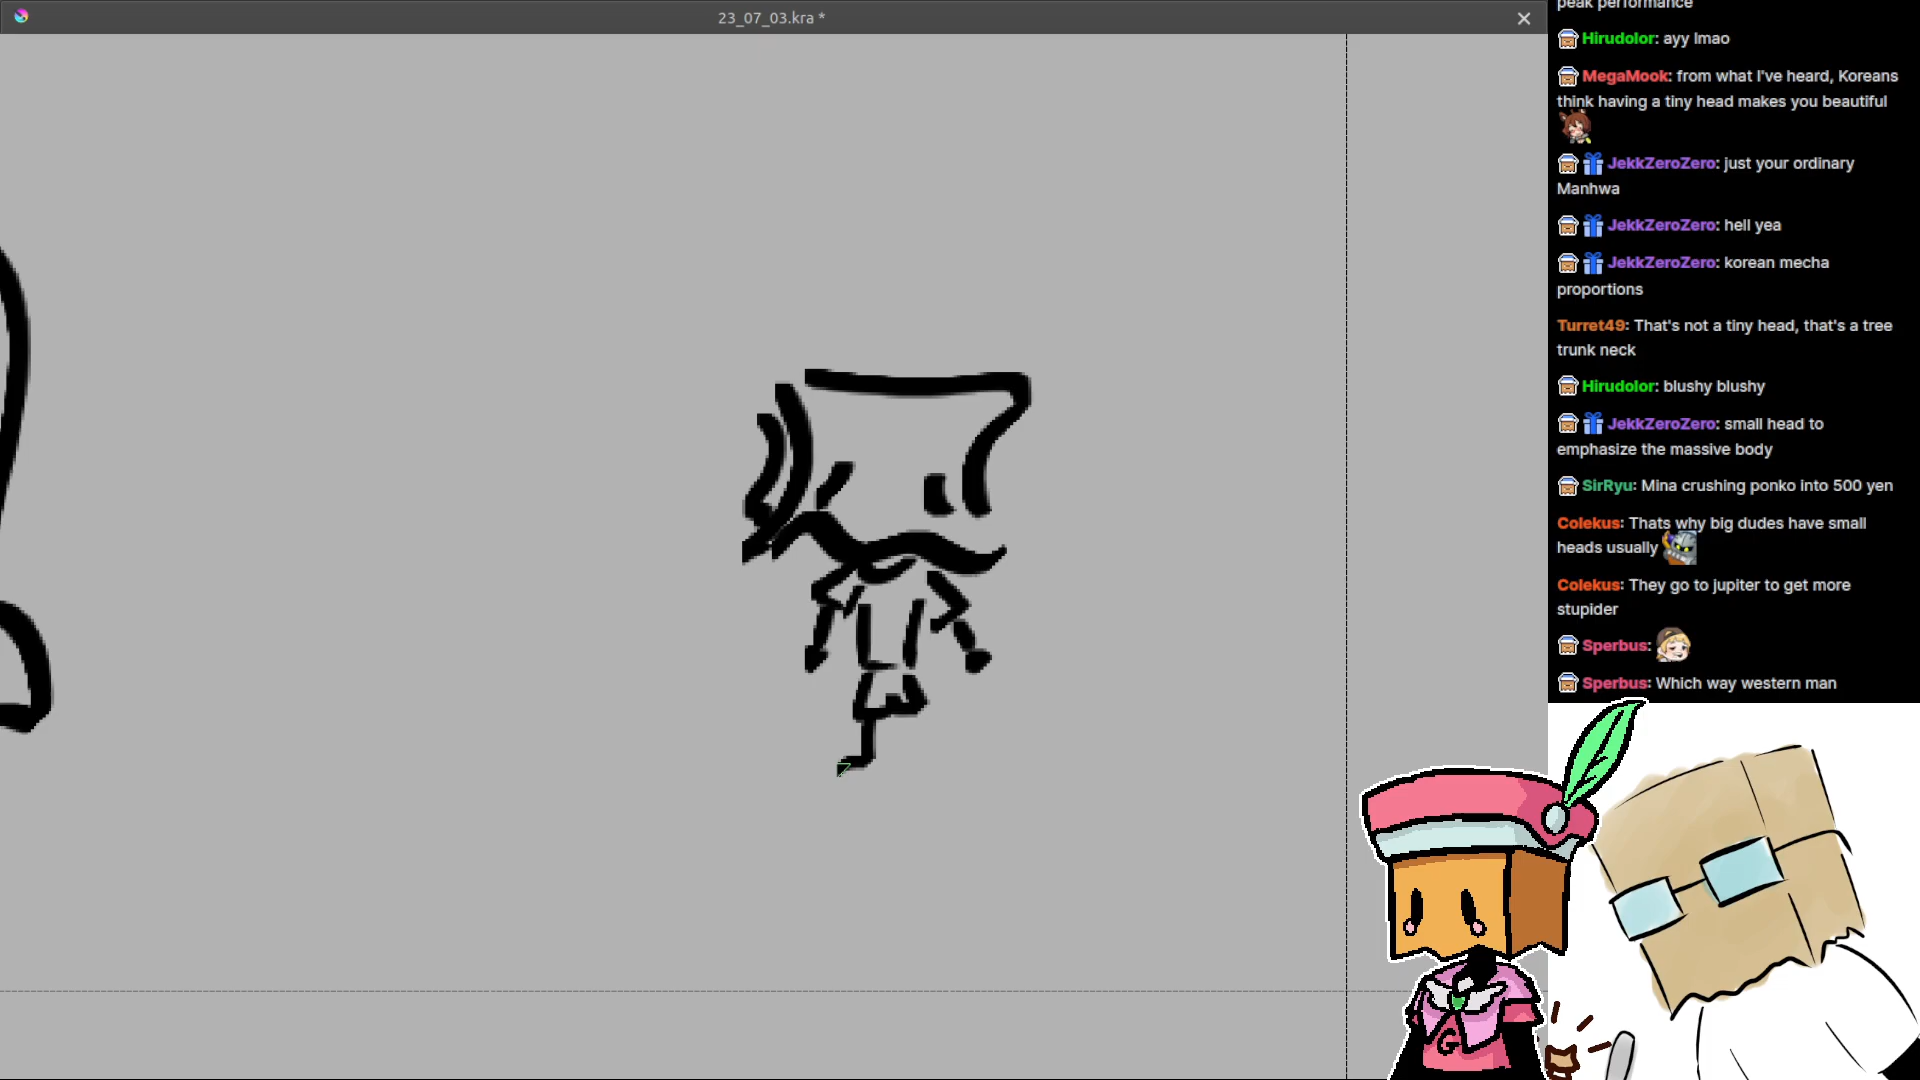 23_07_03.kra *
peak performance
Hirudolor: ayy lmao
MegaMook: from what I've heard, Koreans
think having a tiny head makes you beautiful
JekkZeroZero: just your ordinary
Manhwa
JekkZeroZero: hell yea
JekkZeroZero: korean mecha
proportions
Turret49: That's not a tiny head, that's a tree
trunk neck
Hirudolor: blushy blushy
JekkZeroZero: small head to
emphasize the massive body
SirRyu: Mina crushing ponko into 500 yen
Colekus: Thats why big dudes have small
heads usually
Colekus: They go to jupiter to get more
stupider
Sperbus:
Sperbus: Which way western man
G